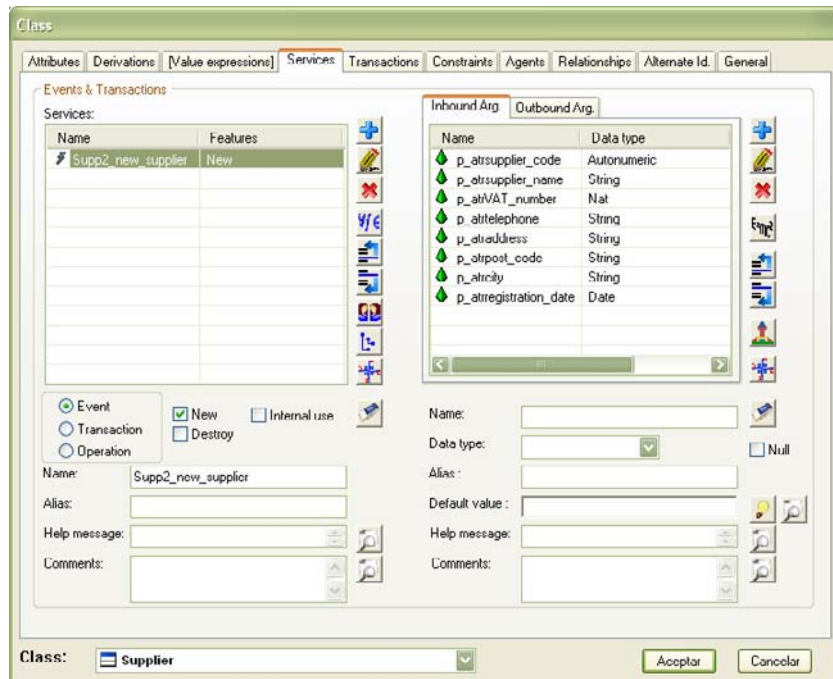 Class
Attributes Derivations [Value expressions] Services Transactions Constraints Agents Relationships Alternate Id. General
Events & Transactions
Services:
Name Features
Supp2_new_supplier New
Inbound Arg. Outbound Arg.
Name Data type
p_atrsupplier_code Autonumeric
p_atrsupplier_name String
p_atrVAT_number Nat
p_atrtelephone String
p_atraddress String
p_atrpost_code String
p_atrcity String
p_atrregistration_date Date
Event
Transaction
Operation
New
Destroy
Internal use
Name: Supp2_new_supplier
Alias:
Help message:
Comments:
Name:
Data type: Null
Alias :
Default value :
Help message:
Comments:
Class: Supplier
Aceptar Cancelar